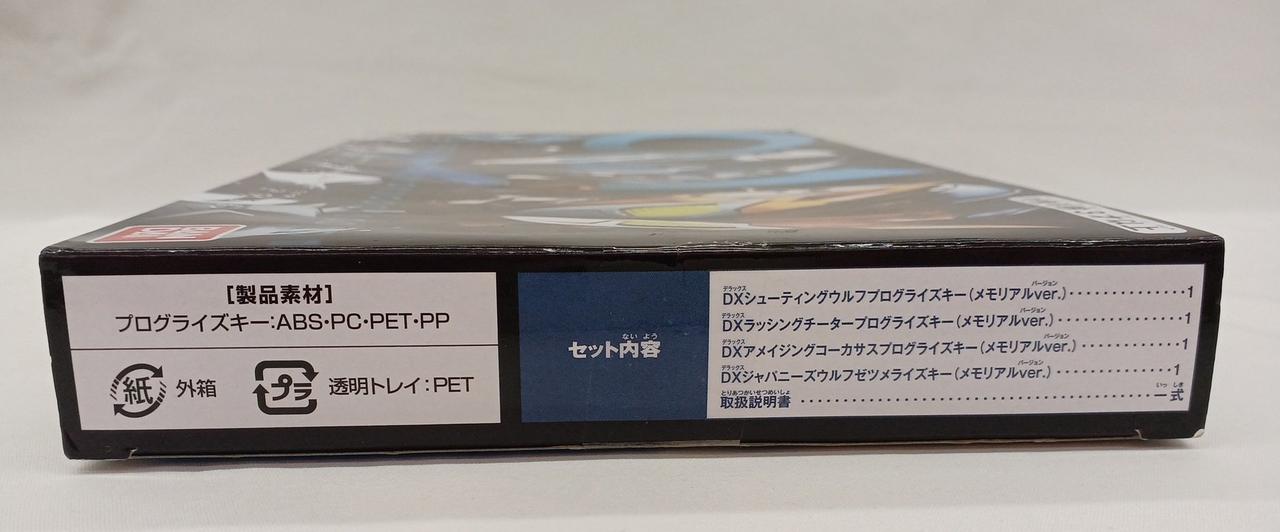 BANDAI
[製品素材]
プログライズキー:ABS・PC・PET・PP
紙 外箱
プラ 透明トレイ:PET
ないよう
セット内容
デラックス バージョン
DXシューティングウルフプログライズキー(メモリアルver.)‥‥‥‥‥1
デラックス バージョン
DXラッシングチータープログライズキー(メモリアルver.)‥‥‥‥‥1
デラックス バージョン
DXアメイジングコーカサスプログライズキー(メモリアルver.)‥‥‥‥1
デラックス バージョン
DXジャパニーズウルフゼツメライズキー(メモリアルver.)‥‥‥‥‥1
とりあつかいせつめいしょ いっしき
取扱説明書‥‥‥‥‥‥‥‥‥‥‥‥‥‥‥‥‥‥一式